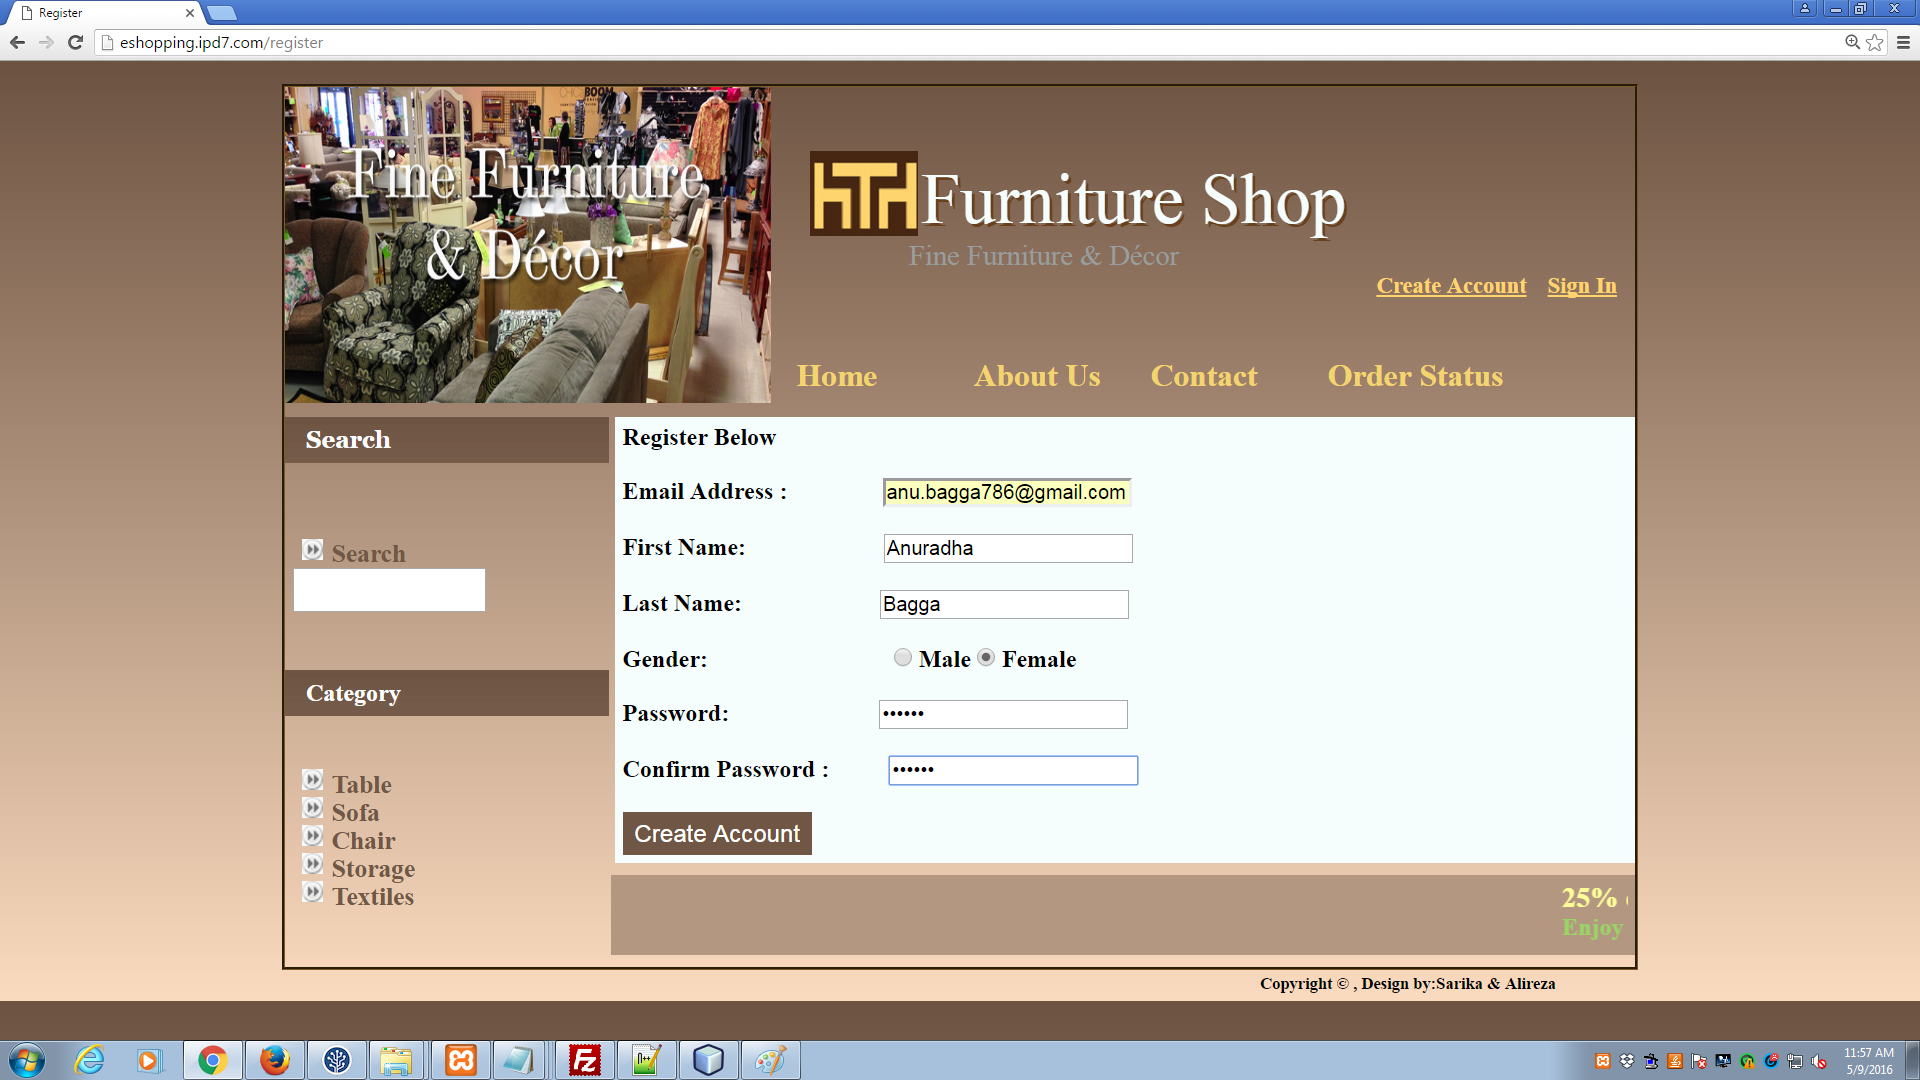 Register
eshopping.ipd7.com/register
BOOM
Fine Furniture
& Décor
Furniture Shop
Fine Furniture & Décor
Create Account Sign In
Home About Us Contact Order Status
Search
Search
Category
Table
Sofa
Chair
Storage
Textiles
Register Below
Email Address : anu.bagga786@gmail.com
First Name: Anuradha
Last Name: Bagga
Gender: Male Female
Password: ••••••
Confirm Password : ••••••
Create Account
25%
Enjoy
Copyright © , Design by:Sarika & Alireza
11:57 AM
5/9/2016